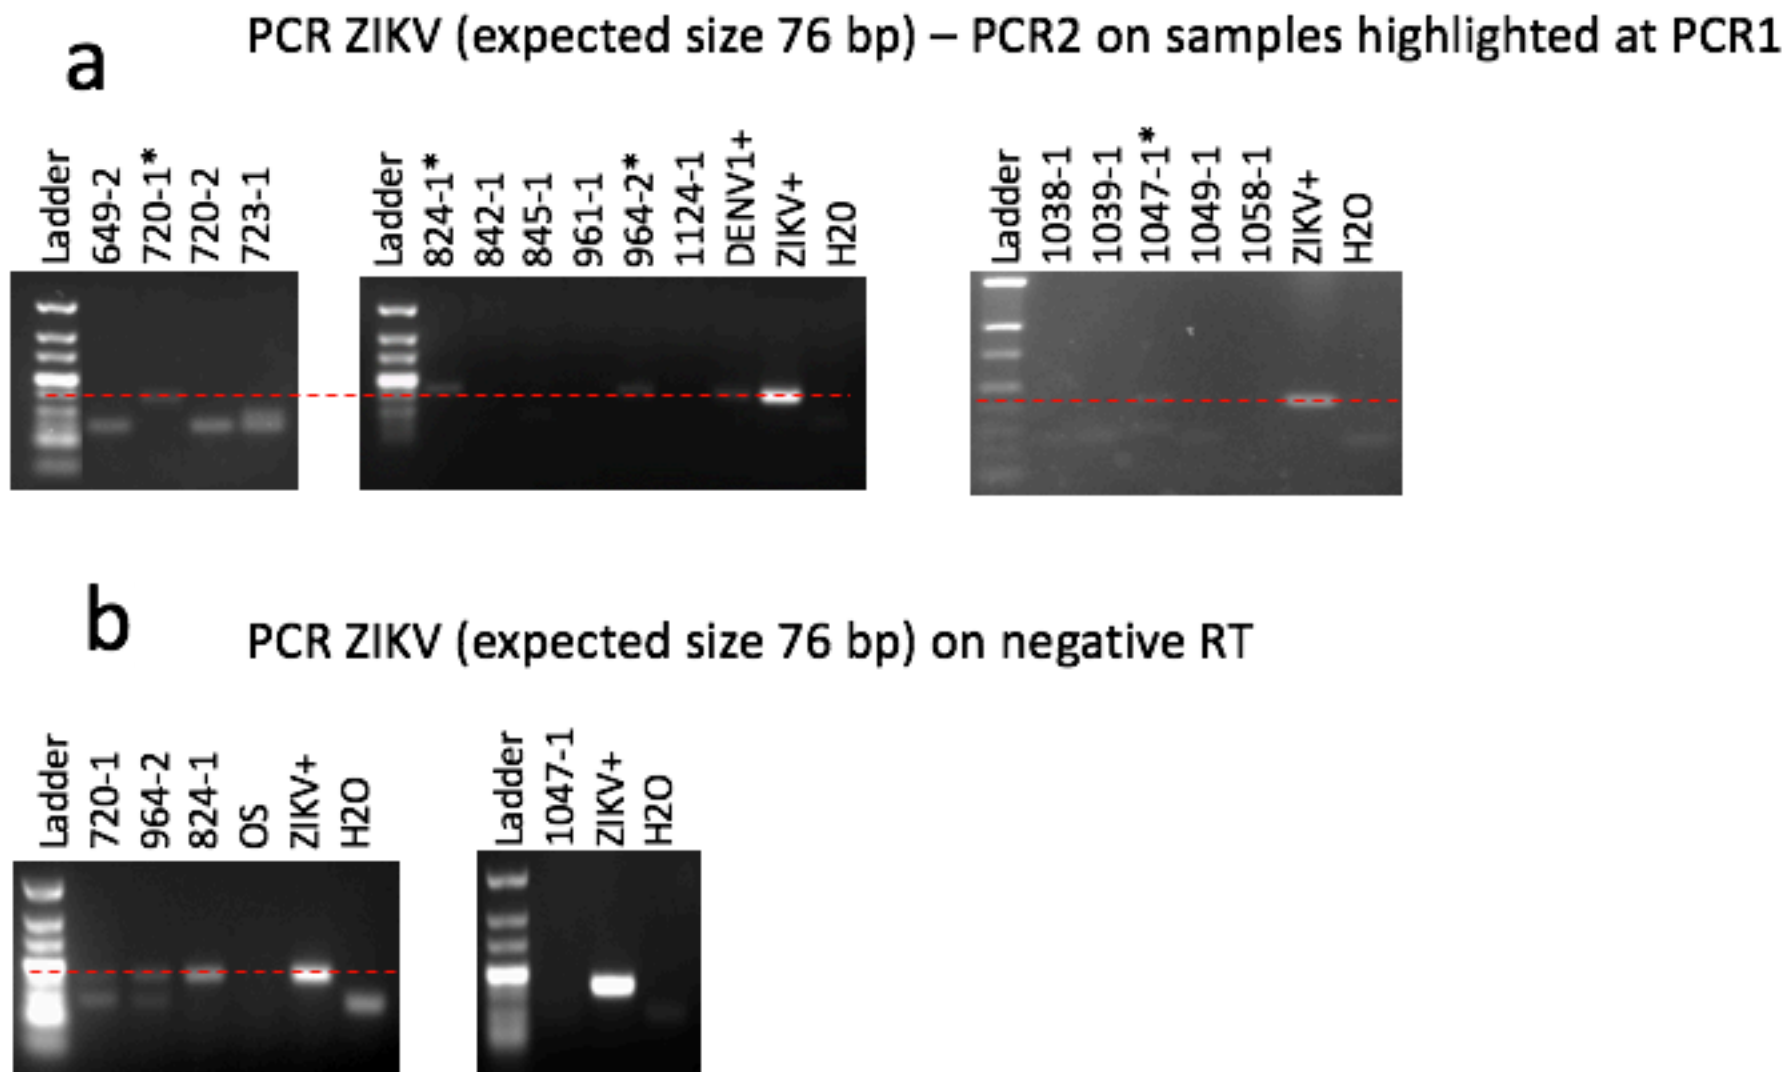 a
PCR ZIKV (expected size 76 bp) – PCR2 on samples highlighted at PCR1
Ladder
649-2
720-1*
720-2
723-1
Ladder
824-1*
842-1
845-1
961-1
964-2*
1124-1
DENV1+
ZIKV+
H20
Ladder
1038-1
1039-1
1047-1*
1049-1
1058-1
ZIKV+
H2O
b
PCR ZIKV (expected size 76 bp) on negative RT
Ladder
720-1
964-2
824-1
OS
ZIKV+
H2O
Ladder
1047-1
ZIKV+
H2O